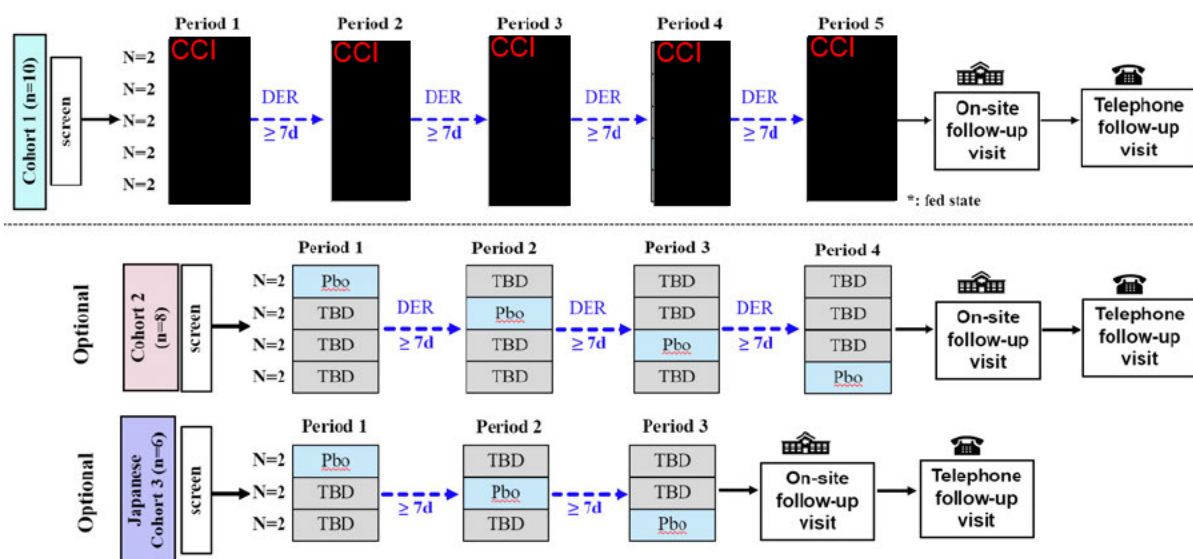 Period 1
Period 2
Period 3
Period 4
Period 5
Cohort 1 (n=10)
screen
N=2
N=2
N=2
N=2
N=2
CCI
CCI
CCI
CCI
CCI
DER
≥ 7d
DER
≥ 7d
DER
≥ 7d
DER
≥ 7d
On-site
follow-up
visit
Telephone
follow-up
visit
*: fed state
Optional
Cohort 2
(n=8)
screen
Period 1
Period 2
Period 3
Period 4
N=2
Pbo
TBD
TBD
TBD
N=2
TBD
Pbo
TBD
TBD
N=2
TBD
TBD
Pbo
TBD
N=2
TBD
TBD
TBD
Pbo
DER
≥ 7d
DER
≥ 7d
DER
≥ 7d
On-site
follow-up
visit
Telephone
follow-up
visit
Optional
Japanese
Cohort 3 (n=6)
screen
Period 1
Period 2
Period 3
N=2
Pbo
TBD
TBD
N=2
TBD
Pbo
TBD
N=2
TBD
TBD
Pbo
≥ 7d
≥ 7d
On-site
follow-up
visit
Telephone
follow-up
visit